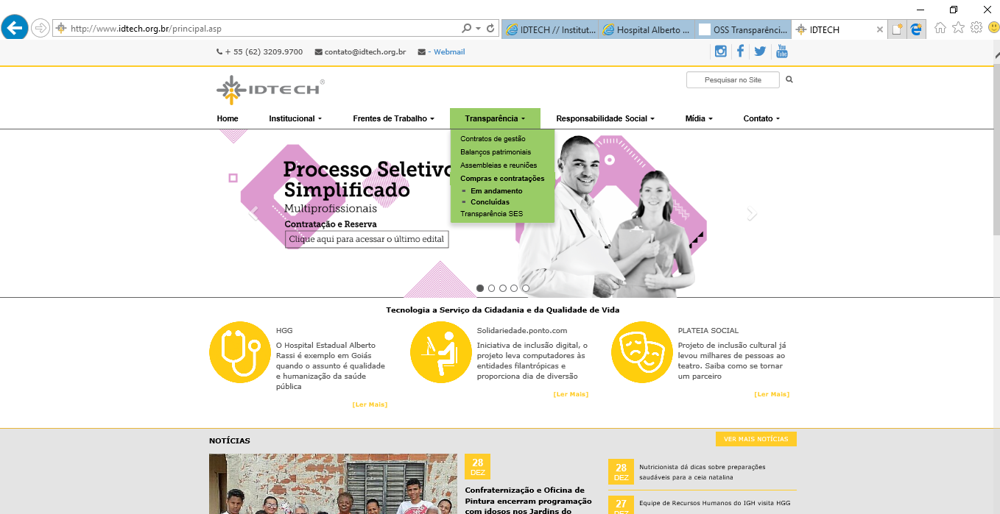 http://www.idtech.org.br/principal.asp
IDTECH // Institut...
Hospital Alberto ...
OSS Transparênci...
IDTECH
+ 55 (62) 3209.9700
contato@idtech.org.br
- Webmail
You Tube
IDTECH®
Pesquisar no Site
Home
Institucional
Frentes de Trabalho
Transparência
Responsabilidade Social
Mídia
Contato
Contratos de gestão
Balanços patrimoniais
Assembleias e reuniões
Compras e contratações
Em andamento
Concluídas
Transparência SES
Processo Seletivo
Simplificado
Multiprofissionais
Contratação e Reserva
Clique aqui para acessar o último edital
Tecnologia a Serviço da Cidadania e da Qualidade de Vida
HGG
O Hospital Estadual Alberto
Rassi é exemplo em Goiás
quando o assunto é qualidade
e humanização da saúde
pública
[Ler Mais]
Solidariedade.ponto.com
Iniciativa de inclusão digital, o
projeto leva computadores às
entidades filantrópicas e
proporciona dia de diversão
[Ler Mais]
PLATEIA SOCIAL
Projeto de inclusão cultural já
levou milhares de pessoas ao
teatro. Saiba como se tornar
um parceiro
[Ler Mais]
NOTÍCIAS
VER MAIS NOTÍCIAS
28
DEZ
Confraternização e Oficina de
Pintura encerram programação
com idosos nos Jardins do
28
DEZ
Nutricionista dá dicas sobre preparações
saudáveis para a ceia natalina
27
DEZ
Equipe de Recursos Humanos do IGH visita HGG